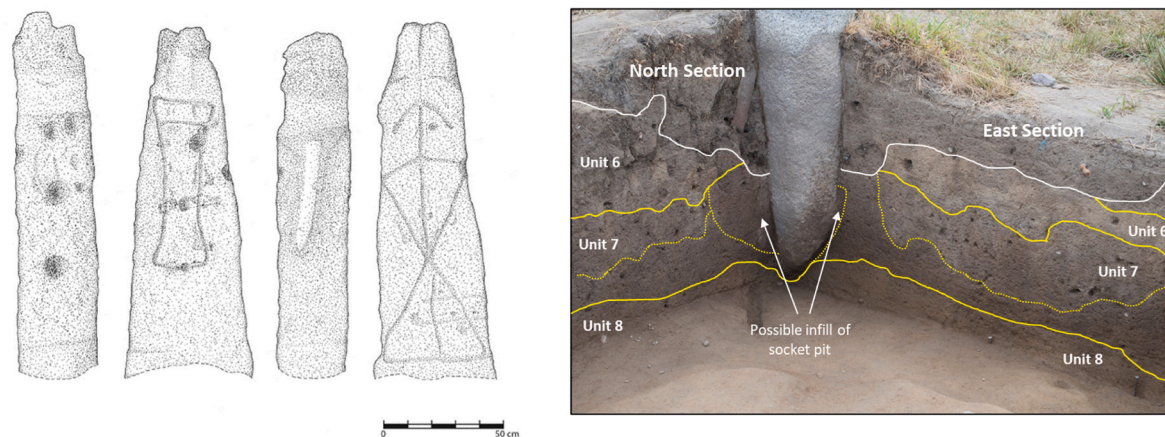 North Section
East Section
Unit 6
Unit 6
Unit 7
Unit 7
Unit 8
Possible infill of
socket pit
Unit 8
0 50 cm